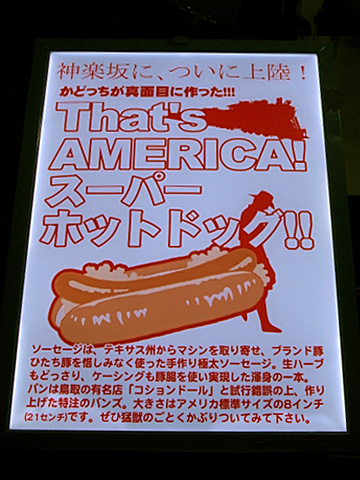 神楽坂に、ついに上陸！
かどっちが真面目に作った!!!
That's
AMERICA!
スーパー
ホットドッグ!!
ソーセージは、テキサス州からマシンを取り寄せ、ブランド豚
ひたち豚を惜しみなく使った手作り極太ソーセージ。生ハーブ
もどっさり、ケーシングも豚腸を使い実現した渾身の一本。
パンは鳥取の有名店「コションドール」と試行錯誤の上、作り
上げた特注のバンズ。大きさはアメリカ標準サイズの8インチ
(21センチ)です。ぜひ猛獣のごとくかぶりついてみて下さい。